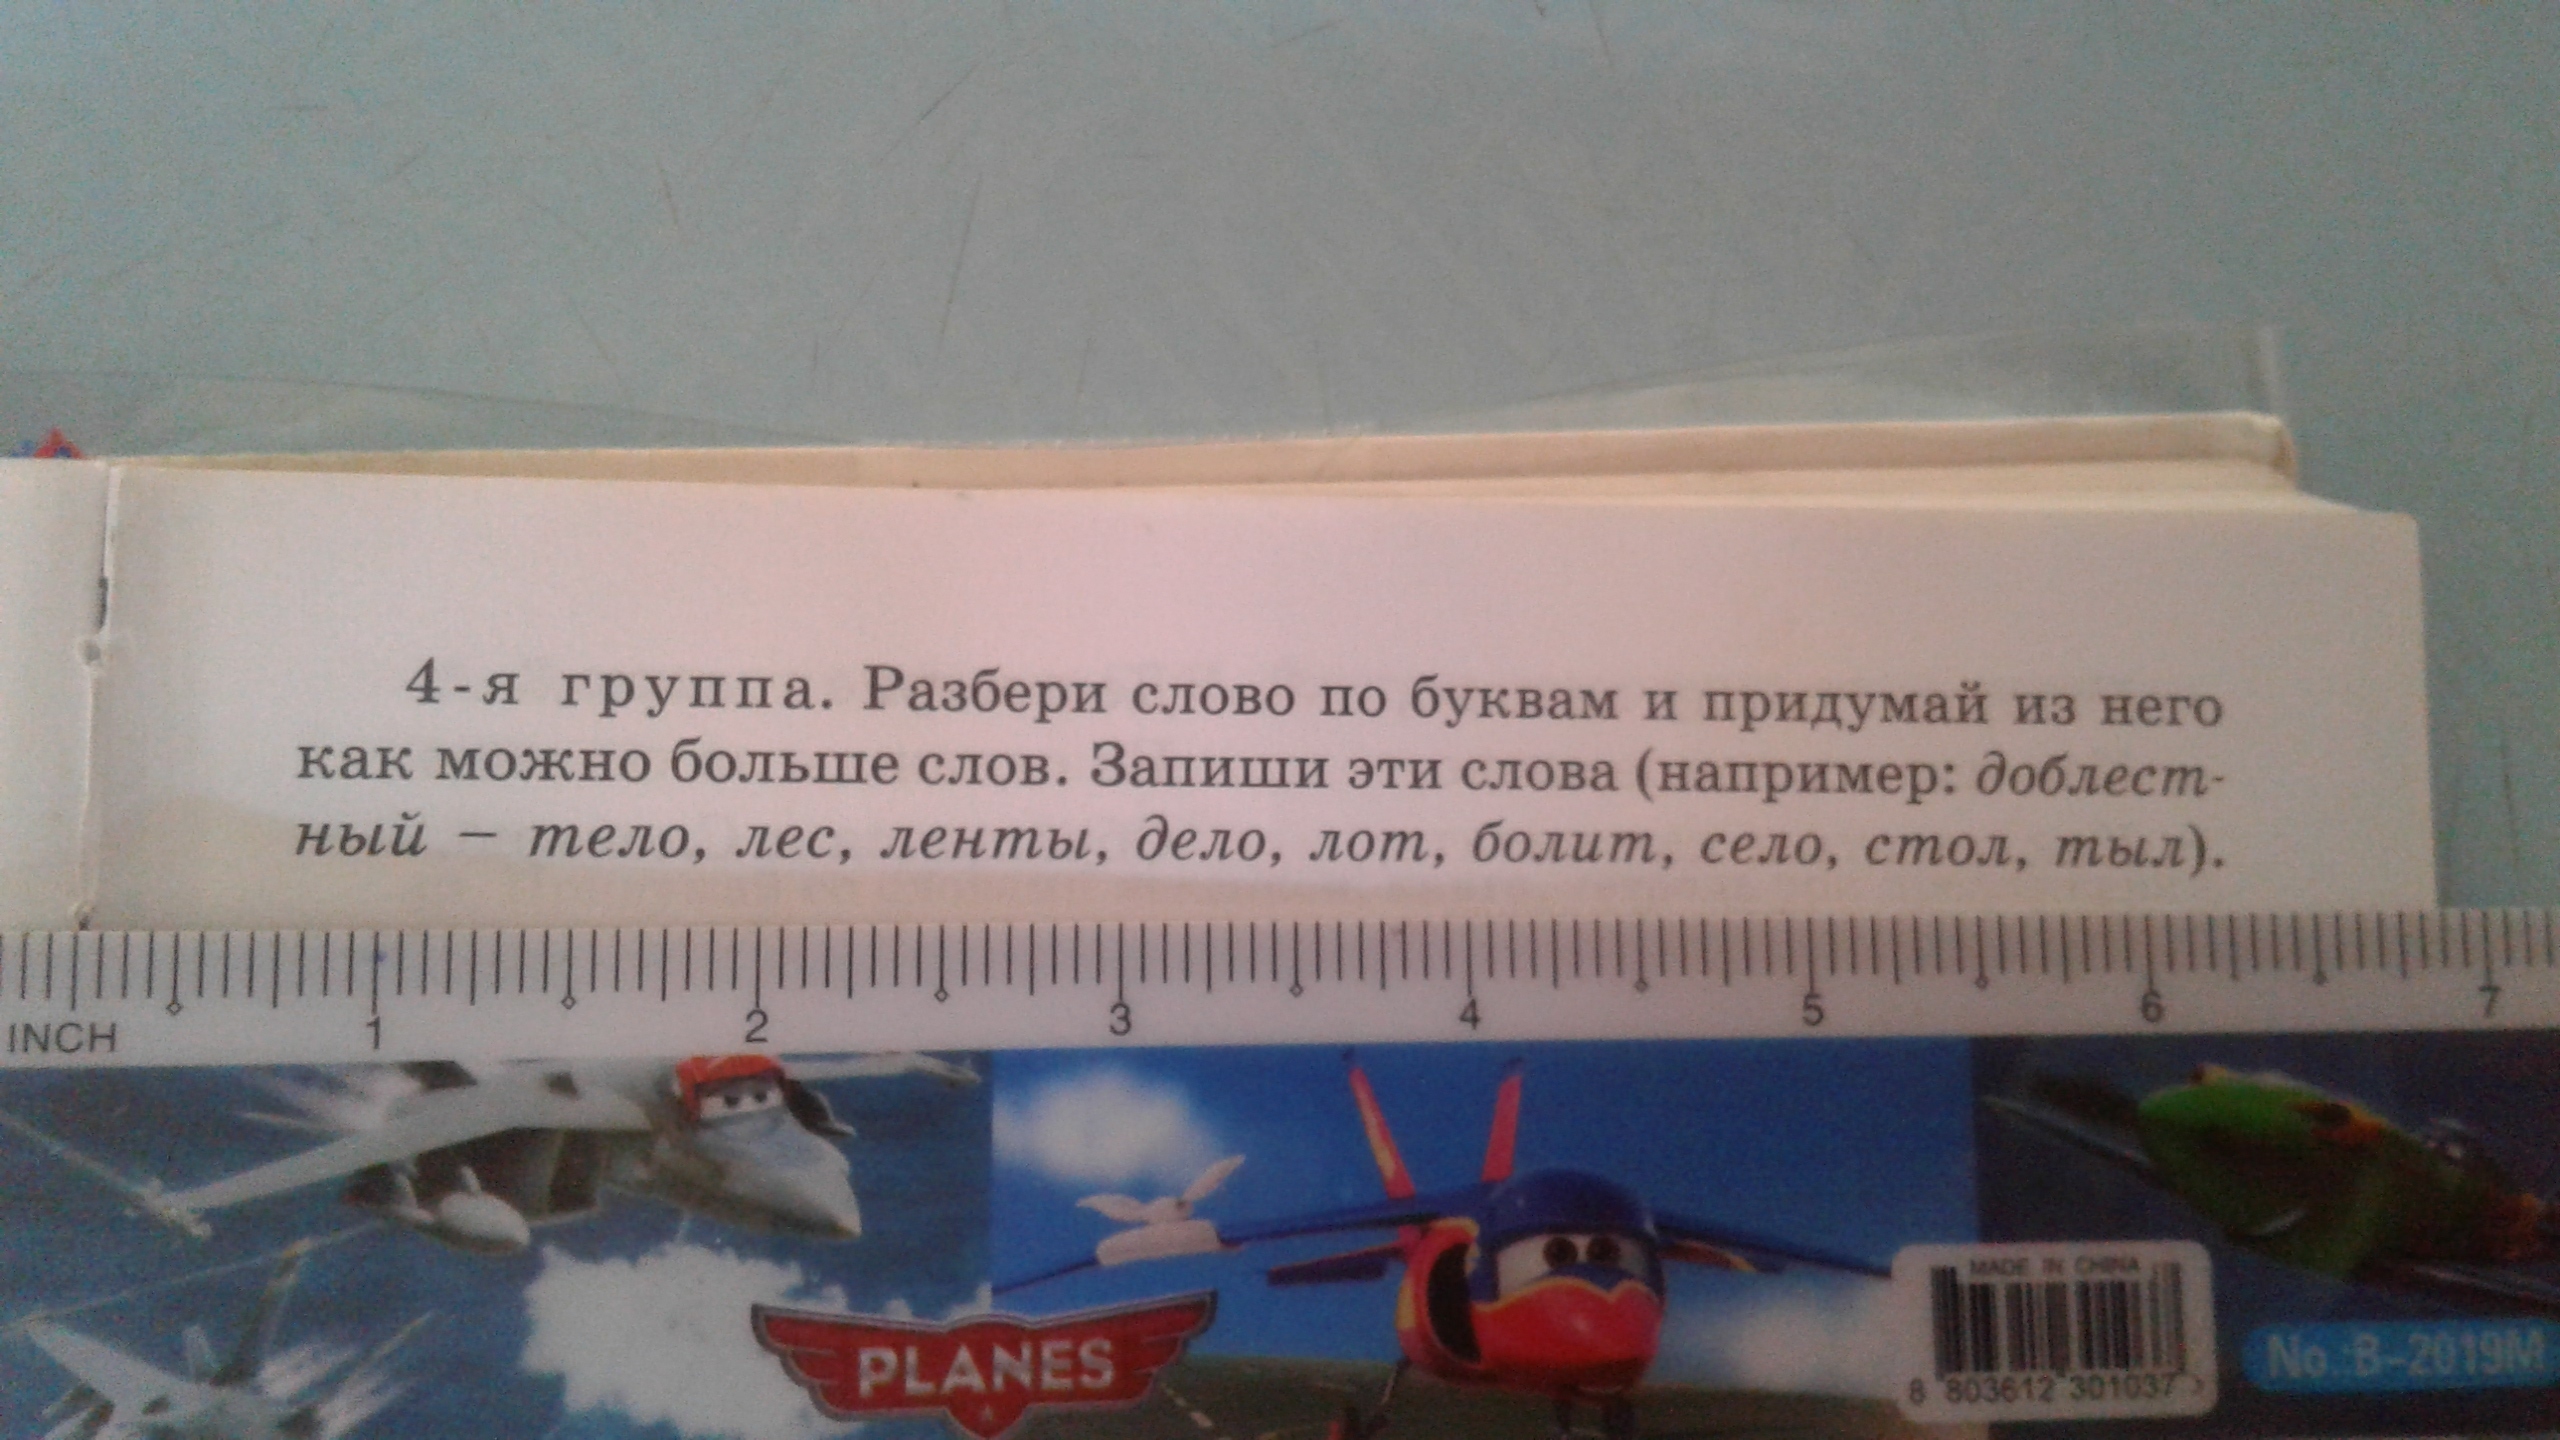 4-я группа. Разбери слово по буквам и придумай из него
как можно больше слов. Запиши эти слова (например: доблест-
ный – тело, лес, ленты, дело, лот, болит, село, стол, тыл).
INCH 1 2 3 4 5 6 7
MADE IN CHINA
No.:B-2019M
PLANES
8 803612 301037 >